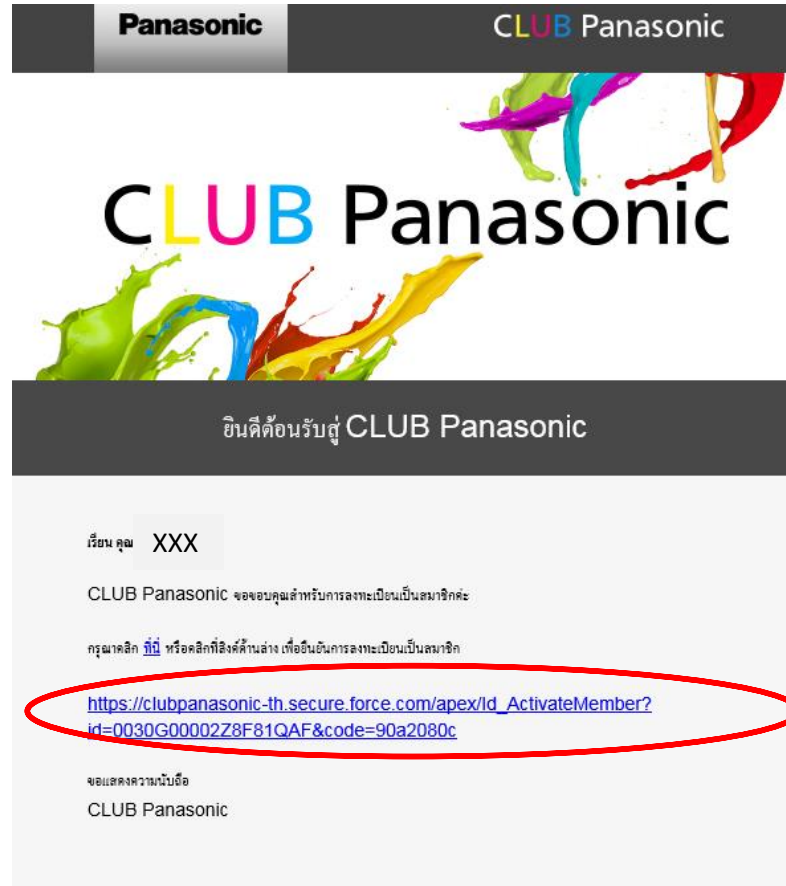 Panasonic CLUB Panasonic
CLUB Panasonic
ยินดีต้อนรับสู่ CLUB Panasonic
เรียน คุณ XXX
CLUB Panasonic ขอขอบคุณสำหรับการลงทะเบียนเป็นสมาชิกค่ะ
กรุณาคลิก ที่นี่ หรือคลิกที่ลิงค์ด้านล่าง เพื่อยืนยันการลงทะเบียนเป็นสมาชิก
https://clubpanasonic-th.secure.force.com/apex/Id_ActivateMember?
id=0030G00002Z8F81QAF&code=90a2080c
ขอแสดงความนับถือ
CLUB Panasonic